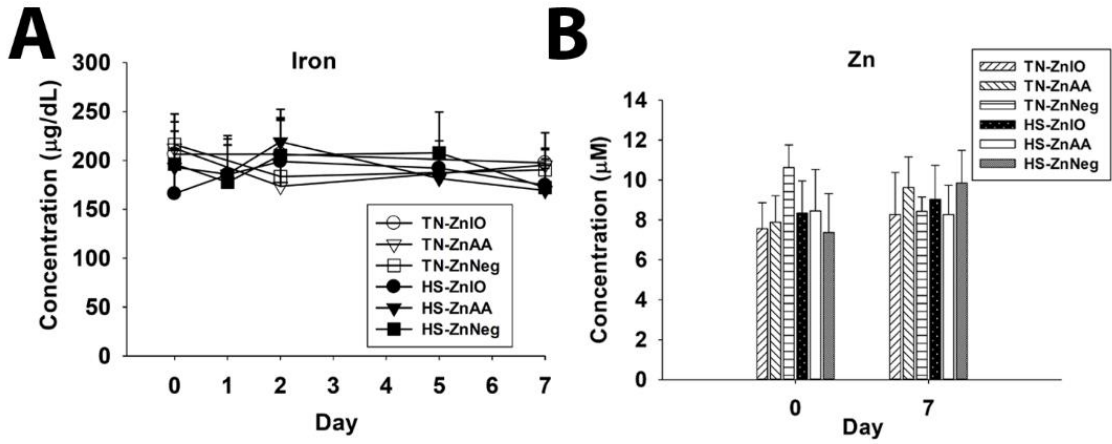 A
Iron
Concentration (µg/dL)
300
250
200
150
100
50
0
0 1 2 3 4 5 6 7
Day
TN-ZnIO
TN-ZnAA
TN-ZnNeg
HS-ZnIO
HS-ZnAA
HS-ZnNeg
B
Zn
Concentration (µM)
14
12
10
8
6
4
2
0
0 7
Day
TN-ZnIO
TN-ZnAA
TN-ZnNeg
HS-ZnIO
HS-ZnAA
HS-ZnNeg